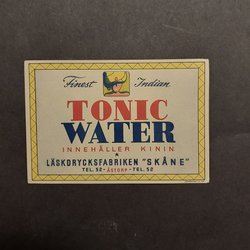 Finest Indian
TONIC
WATER
INNEHÅLLER KININ
LÄSKDRYCKSFABRIKEN "SKÅNE"
TEL. 52 - ÅSTORP - TEL. 52